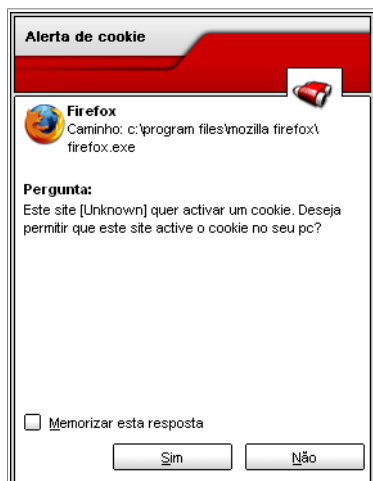 Alerta de cookie
Firefox
Caminho: c:\program files\mozilla firefox\
firefox.exe
Pergunta:
Este site [Unknown] quer activar um cookie. Deseja
permitir que este site active o cookie no seu pc?
Memorizar esta resposta
Sim
Não